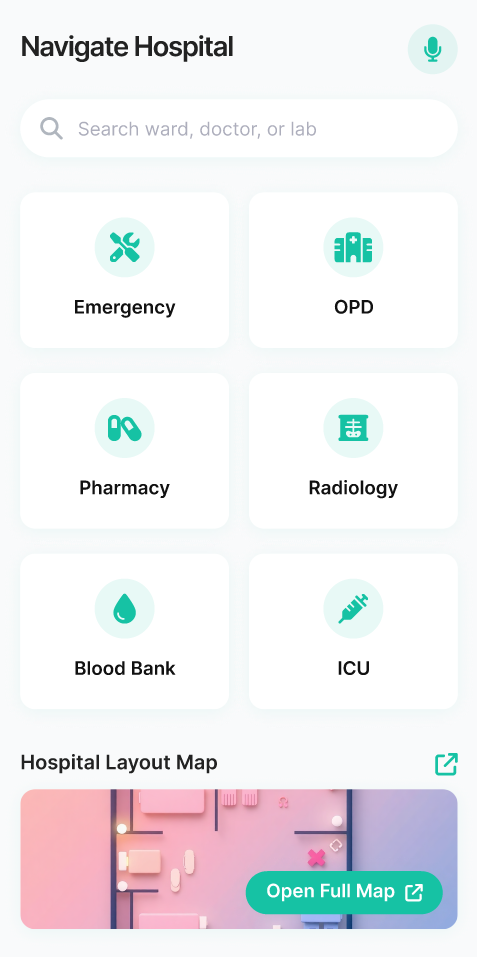 Navigate Hospital
Search ward, doctor, or lab
Emergency
OPD
Pharmacy
Radiology
Blood Bank
ICU
Hospital Layout Map
Open Full Map